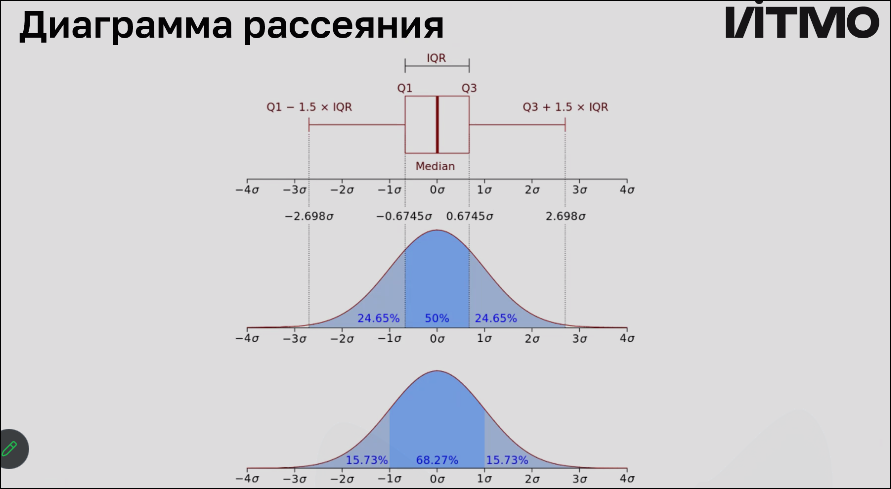 Диаграмма рассеяния
ИТМО
IQR
Q1 Q3
Q1 − 1.5 × IQR Q3 + 1.5 × IQR
Median
−4σ −3σ −2σ −1σ 0σ 1σ 2σ 3σ 4σ
−2.698σ −0.6745σ 0.6745σ 2.698σ
24.65% 50% 24.65%
−4σ −3σ −2σ −1σ 0σ 1σ 2σ 3σ 4σ
15.73% 68.27% 15.73%
−4σ −3σ −2σ −1σ 0σ 1σ 2σ 3σ 4σ